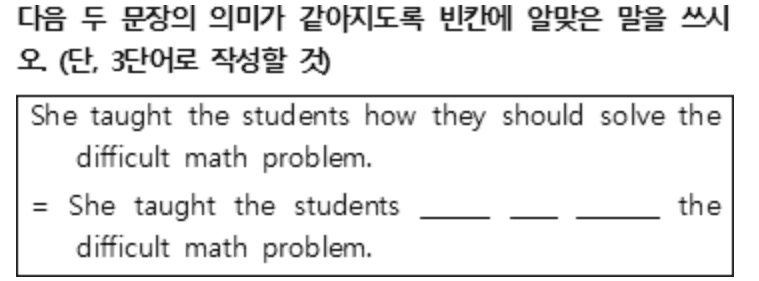 다음 두 문장의 의미가 같아지도록 빈칸에 알맞은 말을 쓰시
오. (단, 3단어로 작성할 것)
She taught the students how they should solve the
difficult math problem.
= She taught the students _____ ___ ______ the
difficult math problem.